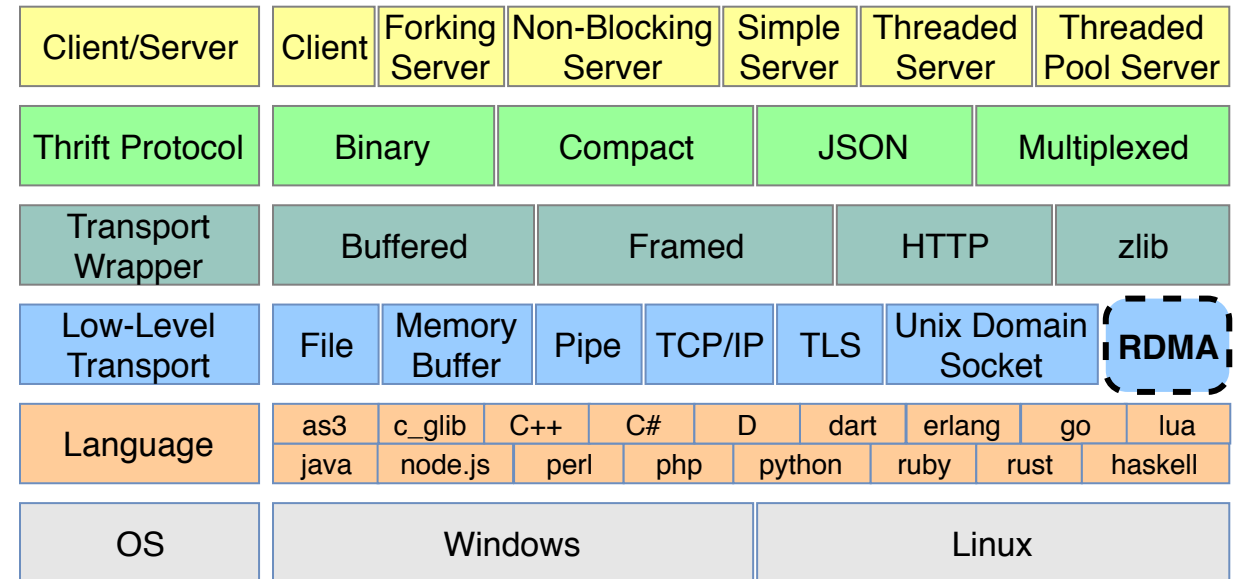 Client/Server
Client
Forking
Server
Non-Blocking
Server
Simple
Server
Threaded
Server
Threaded
Pool Server
Thrift Protocol
Binary
Compact
JSON
Multiplexed
Transport
Wrapper
Buffered
Framed
HTTP
zlib
Low-Level
Transport
File
Memory
Buffer
Pipe
TCP/IP
TLS
Unix Domain
Socket
RDMA
Language
as3
c_glib
C++
C#
D
dart
erlang
go
lua
java
node.js
perl
php
python
ruby
rust
haskell
OS
Windows
Linux